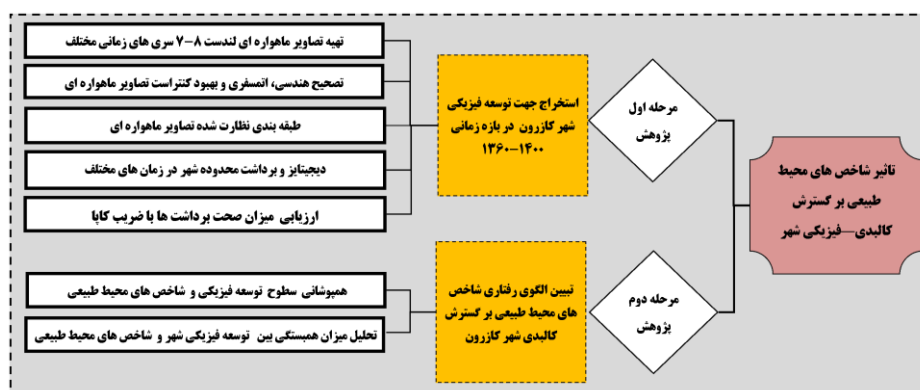 تاثیر شاخص های محیط
طبیعی بر گسترش
کالبدی–فیزیکی شهر
مرحله اول
پژوهش
استخراج جهت توسعه فیزیکی
شهر کازرون در بازه زمانی
۱۳۶۰-۱۴۰۰
تهیه تصاویر ماهواره ای لندست ۸-۷ سری های زمانی مختلف
تصحیح هندسی، اتمسفری و بهبود کنتراست تصاویر ماهواره ای
طبقه بندی نظارت شده تصاویر ماهواره ای
دیجیتایز و برداشت محدوده شهر در زمان های مختلف
ارزیابی میزان صحت برداشت ها با ضریب کاپا
مرحله دوم
پژوهش
تبیین الگوی رفتاری شاخص
های محیط طبیعی بر گسترش
کالبدی شهر کازرون
همپوشانی سطوح توسعه فیزیکی و شاخص های محیط طبیعی
تحلیل میزان همبستگی بین توسعه فیزیکی شهر و شاخص های محیط طبیعی